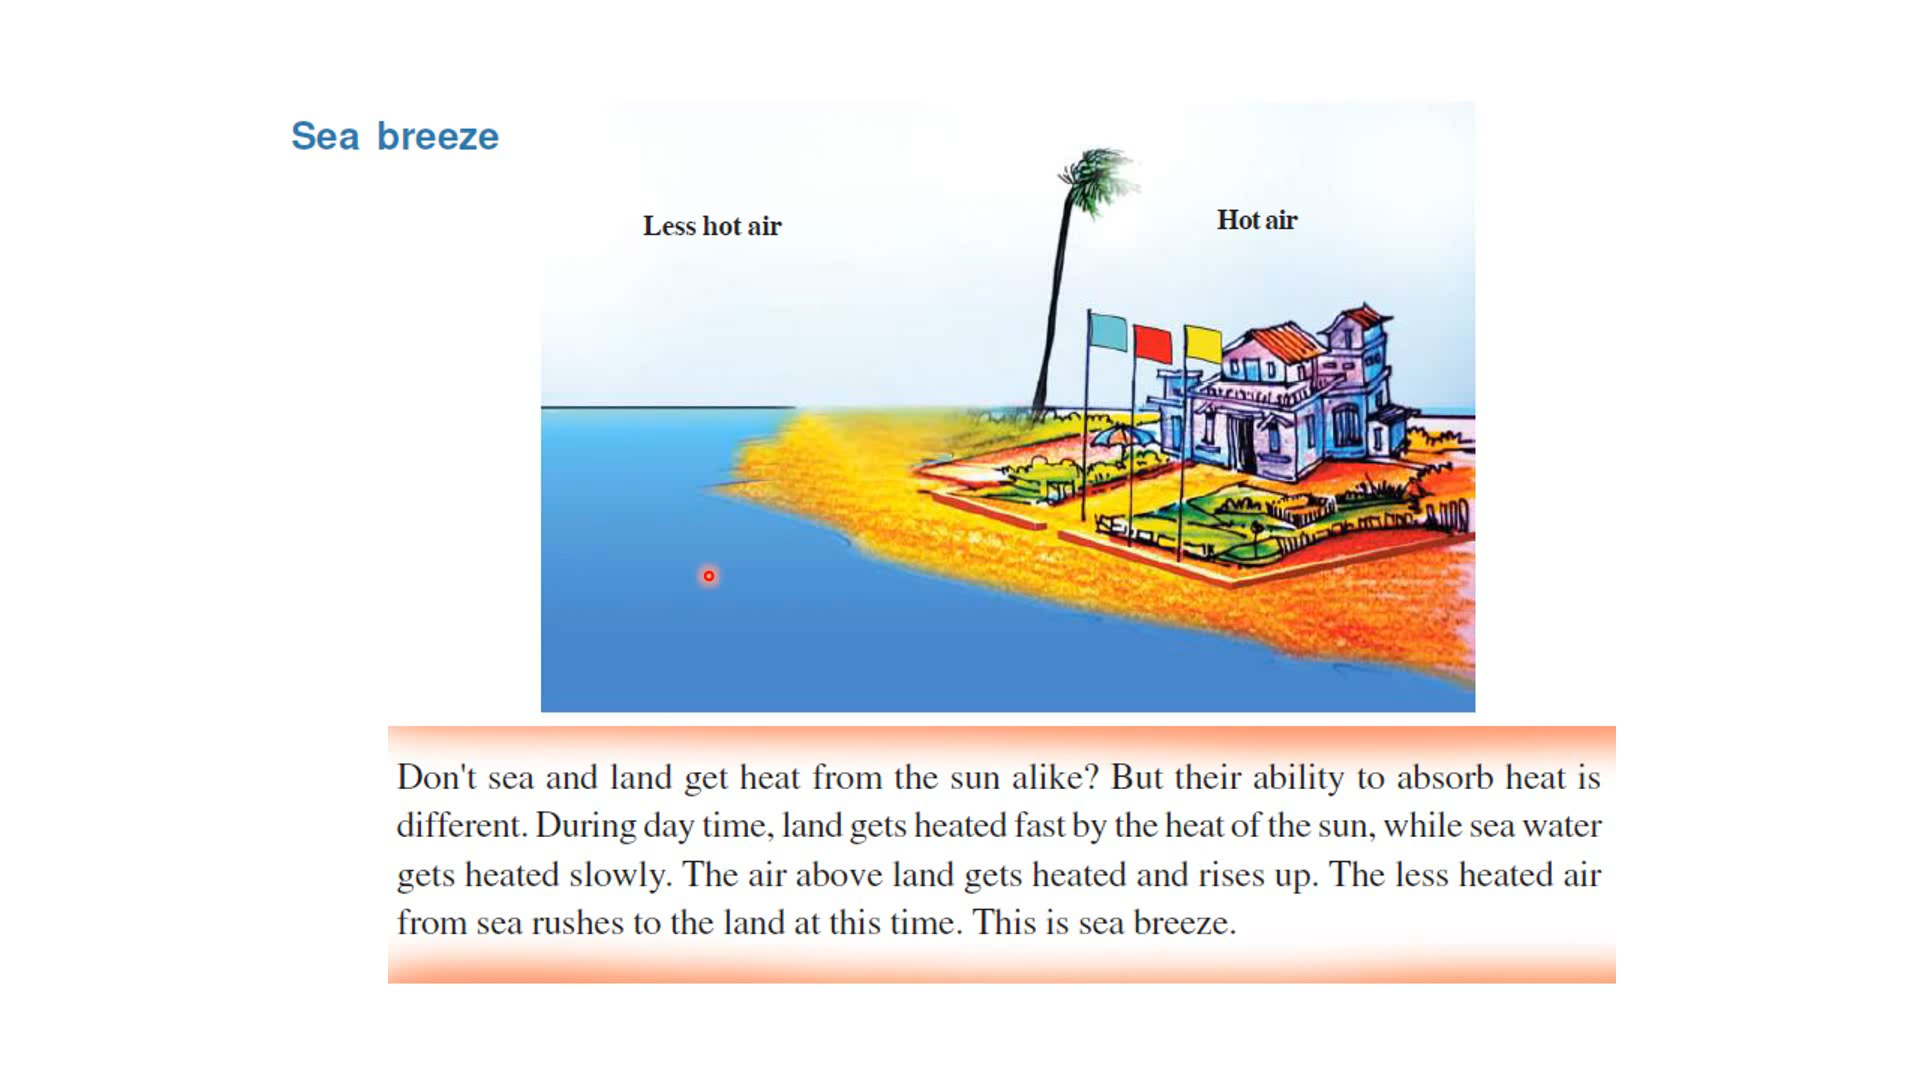 Sea breeze
Less hot air
Hot air
Don't sea and land get heat from the sun alike? But their ability to absorb heat is
different. During day time, land gets heated fast by the heat of the sun, while sea water
gets heated slowly. The air above land gets heated and rises up. The less heated air
from sea rushes to the land at this time. This is sea breeze.